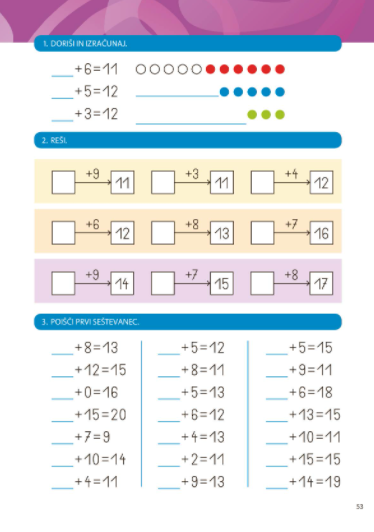 1. DORIŠI IN IZRAČUNAJ.
___+6=11
___+5=12
___+3=12
2. REŠI.
+9 11 +3 11 +4 12
+6 12 +8 13 +7 16
+9 14 +7 15 +8 17
3. POIŠČI PRVI SEŠTEVANEC.
___+8=13 ___+5=12 ___+5=15
___+12=15 ___+8=11 ___+9=11
___+0=16 ___+5=13 ___+6=18
___+15=20 ___+6=12 ___+13=15
___+7=9 ___+4=13 ___+10=11
___+10=14 ___+2=11 ___+15=15
___+4=11 ___+9=13 ___+14=19
53